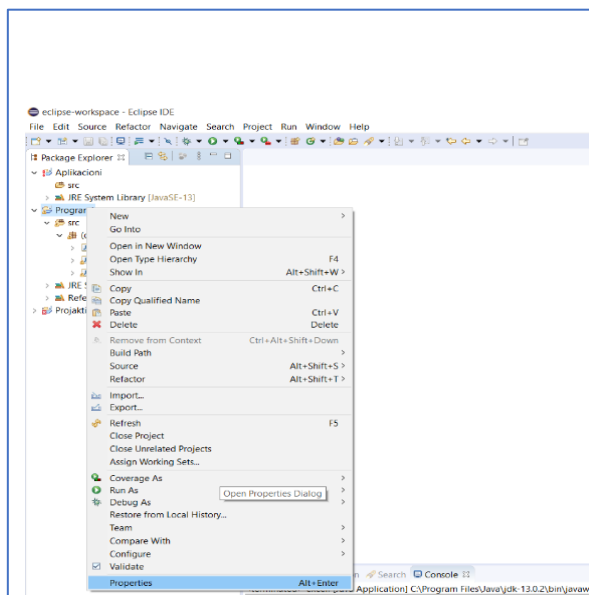 eclipse-workspace - Eclipse IDE
File Edit Source Refactor Navigate Search Project Run Window Help
Package Explorer
Aplikacioni
src
JRE System Library [JavaSE-13]
Program
src
JRE
Refe
Projakti
New
Go Into
Open in New Window
Open Type Hierarchy F4
Show In Alt+Shift+W >
Copy Ctrl+C
Copy Qualified Name
Paste Ctrl+V
Delete Delete
Remove from Context Ctrl+Alt+Shift+Down
Build Path >
Source Alt+Shift+S >
Refactor Alt+Shift+T >
Import...
Export...
Refresh F5
Close Project
Close Unrelated Projects
Assign Working Sets...
Coverage As >
Run As >
Open Properties Dialog
Debug As >
Restore from Local History...
Team >
Compare With >
Configure >
Validate
Properties Alt+Enter
Search Console
Application] C:\Program Files\Java\jdk-13.0.2\bin\javaw